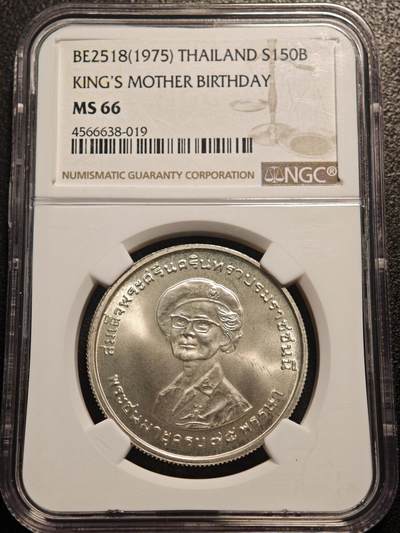 BE2518(1975) THAILAND S150B
KING'S MOTHER BIRTHDAY
MS 66
4566638-019
NUMISMATIC GUARANTY CORPORATION NGC®
สมเด็จพระศรีนครินทราบรมราชชนนี
พระชนมายุครบ ๗๕ พรรษา